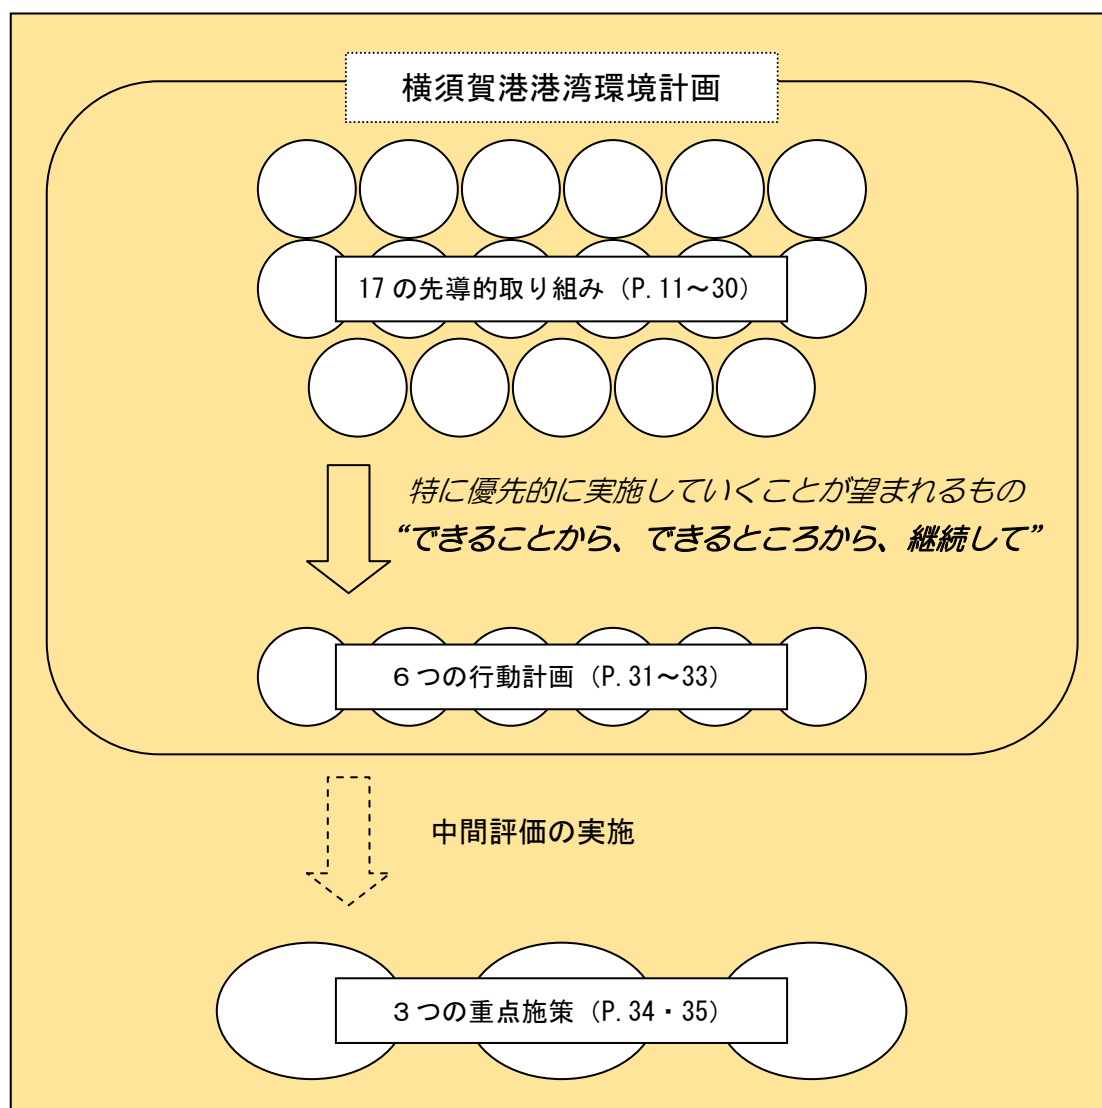 横須賀港港湾環境計画
17の先導的取り組み（P.11～30）
特に優先的に実施していくことが望まれるもの
“できることから、できるところから、継続して”
６つの行動計画（P.31～33）
中間評価の実施
３つの重点施策（P.34・35）